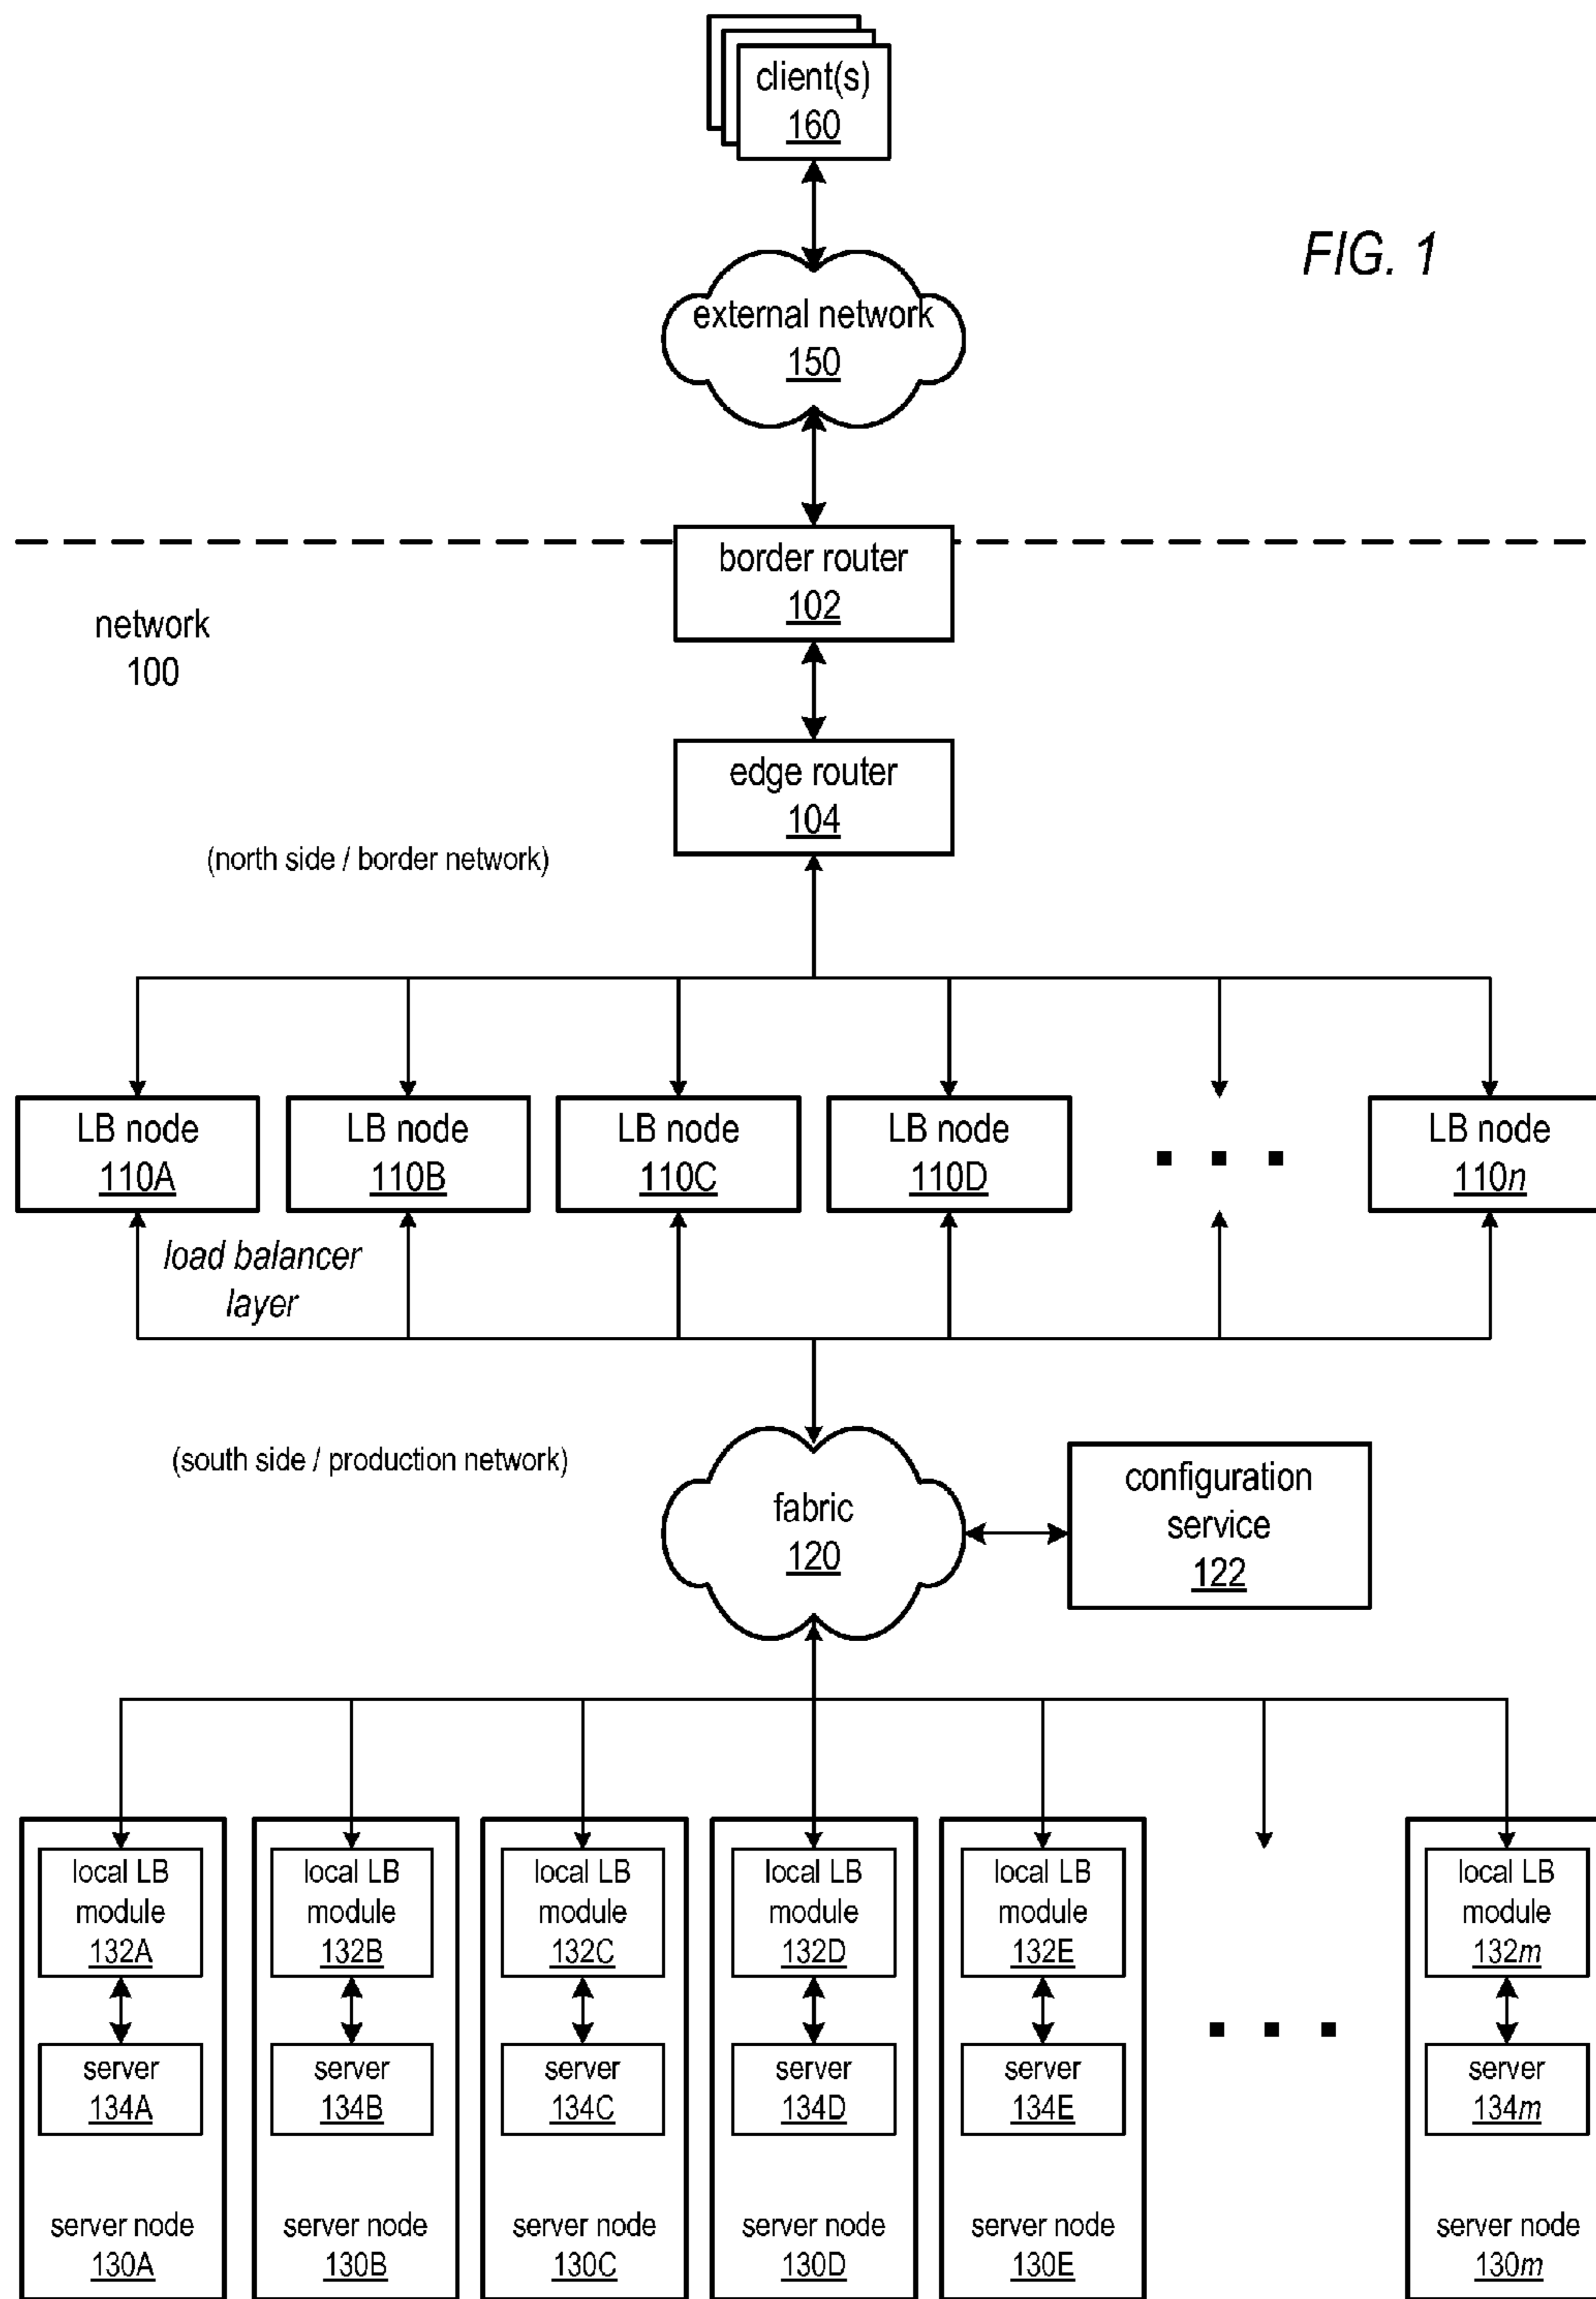 client(s)
160
FIG. 1
external network
150
border router
102
network
100
edge router
104
(north side / border network)
LB node
110A
LB node
110B
LB node
110C
LB node
110D
LB node
110n
load balancer
layer
(south side / production network)
fabric
120
configuration
service
122
local LB
module
132A
server
134A
server node
130A
local LB
module
132B
server
134B
server node
130B
local LB
module
132C
server
134C
server node
130C
local LB
module
132D
server
134D
server node
130D
local LB
module
132E
server
134E
server node
130E
local LB
module
132m
server
134m
server node
130m